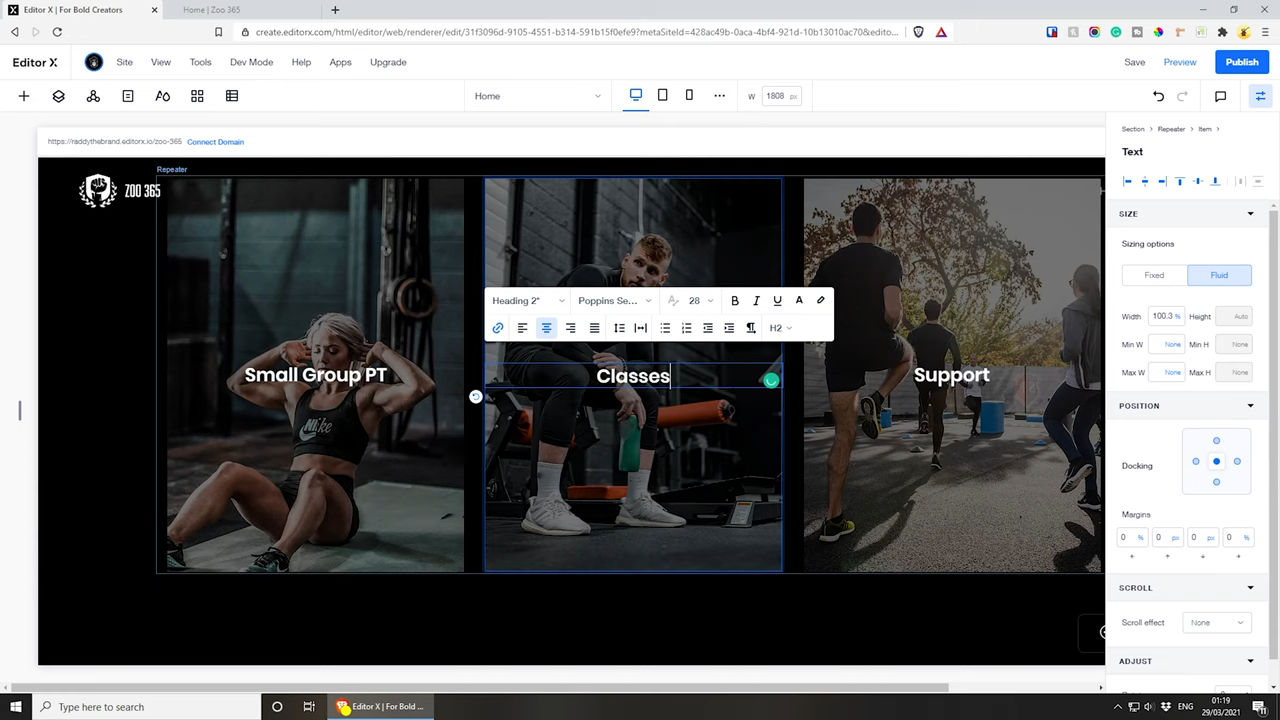 Editor X | For Bold Creators
Home | Zoo 365
create.editorx.com/html/editor/web/renderer/edit/31f3096d-9105-4551-b314-591b15f0efe9?metaSiteId=428ac49b-0aca-4bf4-921d-10b13010ac70&edito...
Editor X
Site
View
Tools
Dev Mode
Help
Apps
Upgrade
Save
Preview
Publish
Home
W
1808 px
https://raddythebrand.editorx.io/zoo-365
Connect Domain
Section > Repeater > Item >
Text
Repeater
ZOO 365
SIZE
Sizing options
Fixed
Fluid
Heading 2*
Poppins Se...
28
B
I
U
A
H2
Width
100.3 %
Height
Auto
Min W
None
Min H
None
Max W
None
Max H
None
Small Group PT
Classes
Support
POSITION
Docking
Margins
0 %
0 px
0 px
0 %
SCROLL
Scroll effect
None
ADJUST
Type here to search
Editor X | For Bold ...
ENG
01:19
29/03/2021